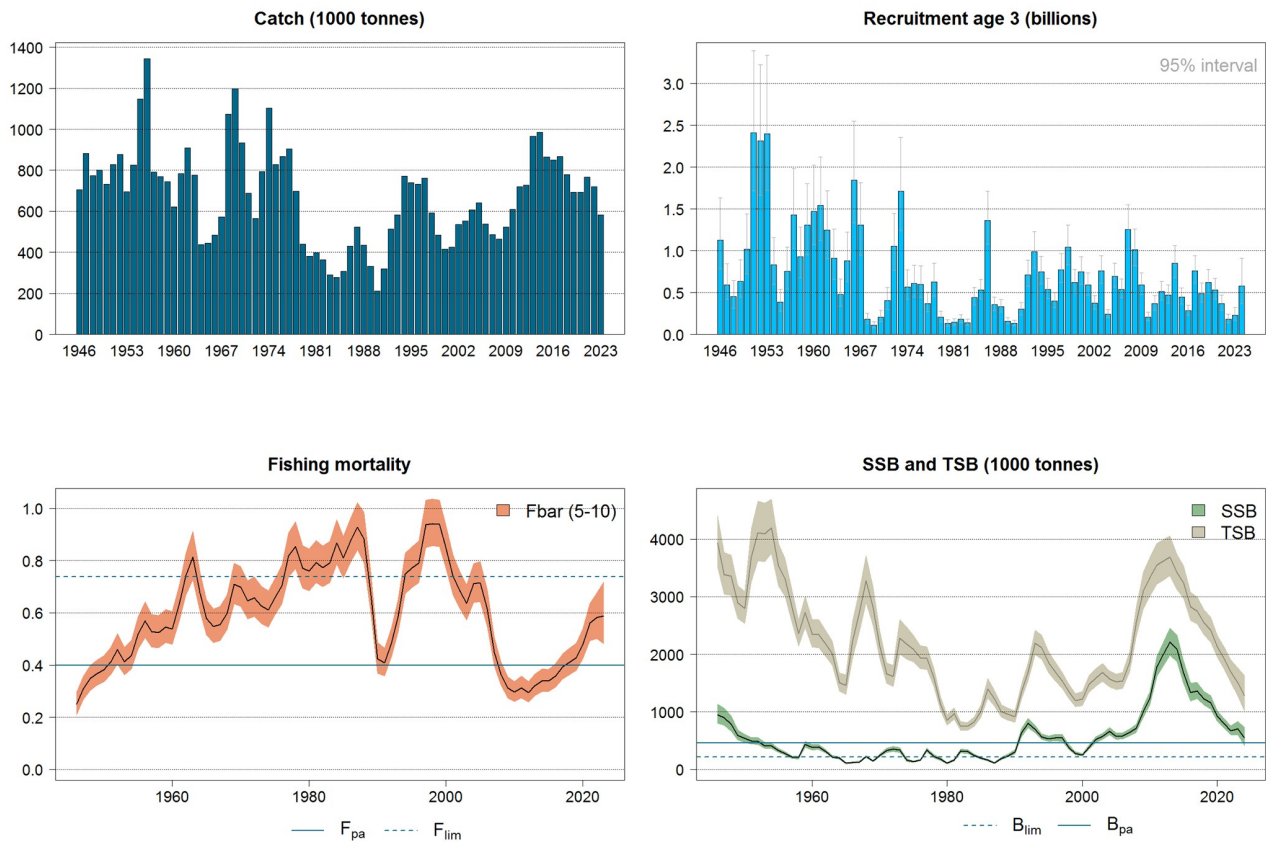 Catch (1000 tonnes)
1400
1200
1000
800
600
400
200
0
1946 1953 1960 1967 1974 1981 1988 1995 2002 2009 2016 2023
Recruitment age 3 (billions)
95% interval
3.0
2.5
2.0
1.5
1.0
0.5
0.0
1946 1953 1960 1967 1974 1981 1988 1995 2002 2009 2016 2023
Fishing mortality
Fbar (5-10)
1.0
0.8
0.6
0.4
0.2
0.0
1960 1980 2000 2020
Fpa Flim
SSB and TSB (1000 tonnes)
SSB
TSB
4000
3000
2000
1000
0
1960 1980 2000 2020
Blim Bpa